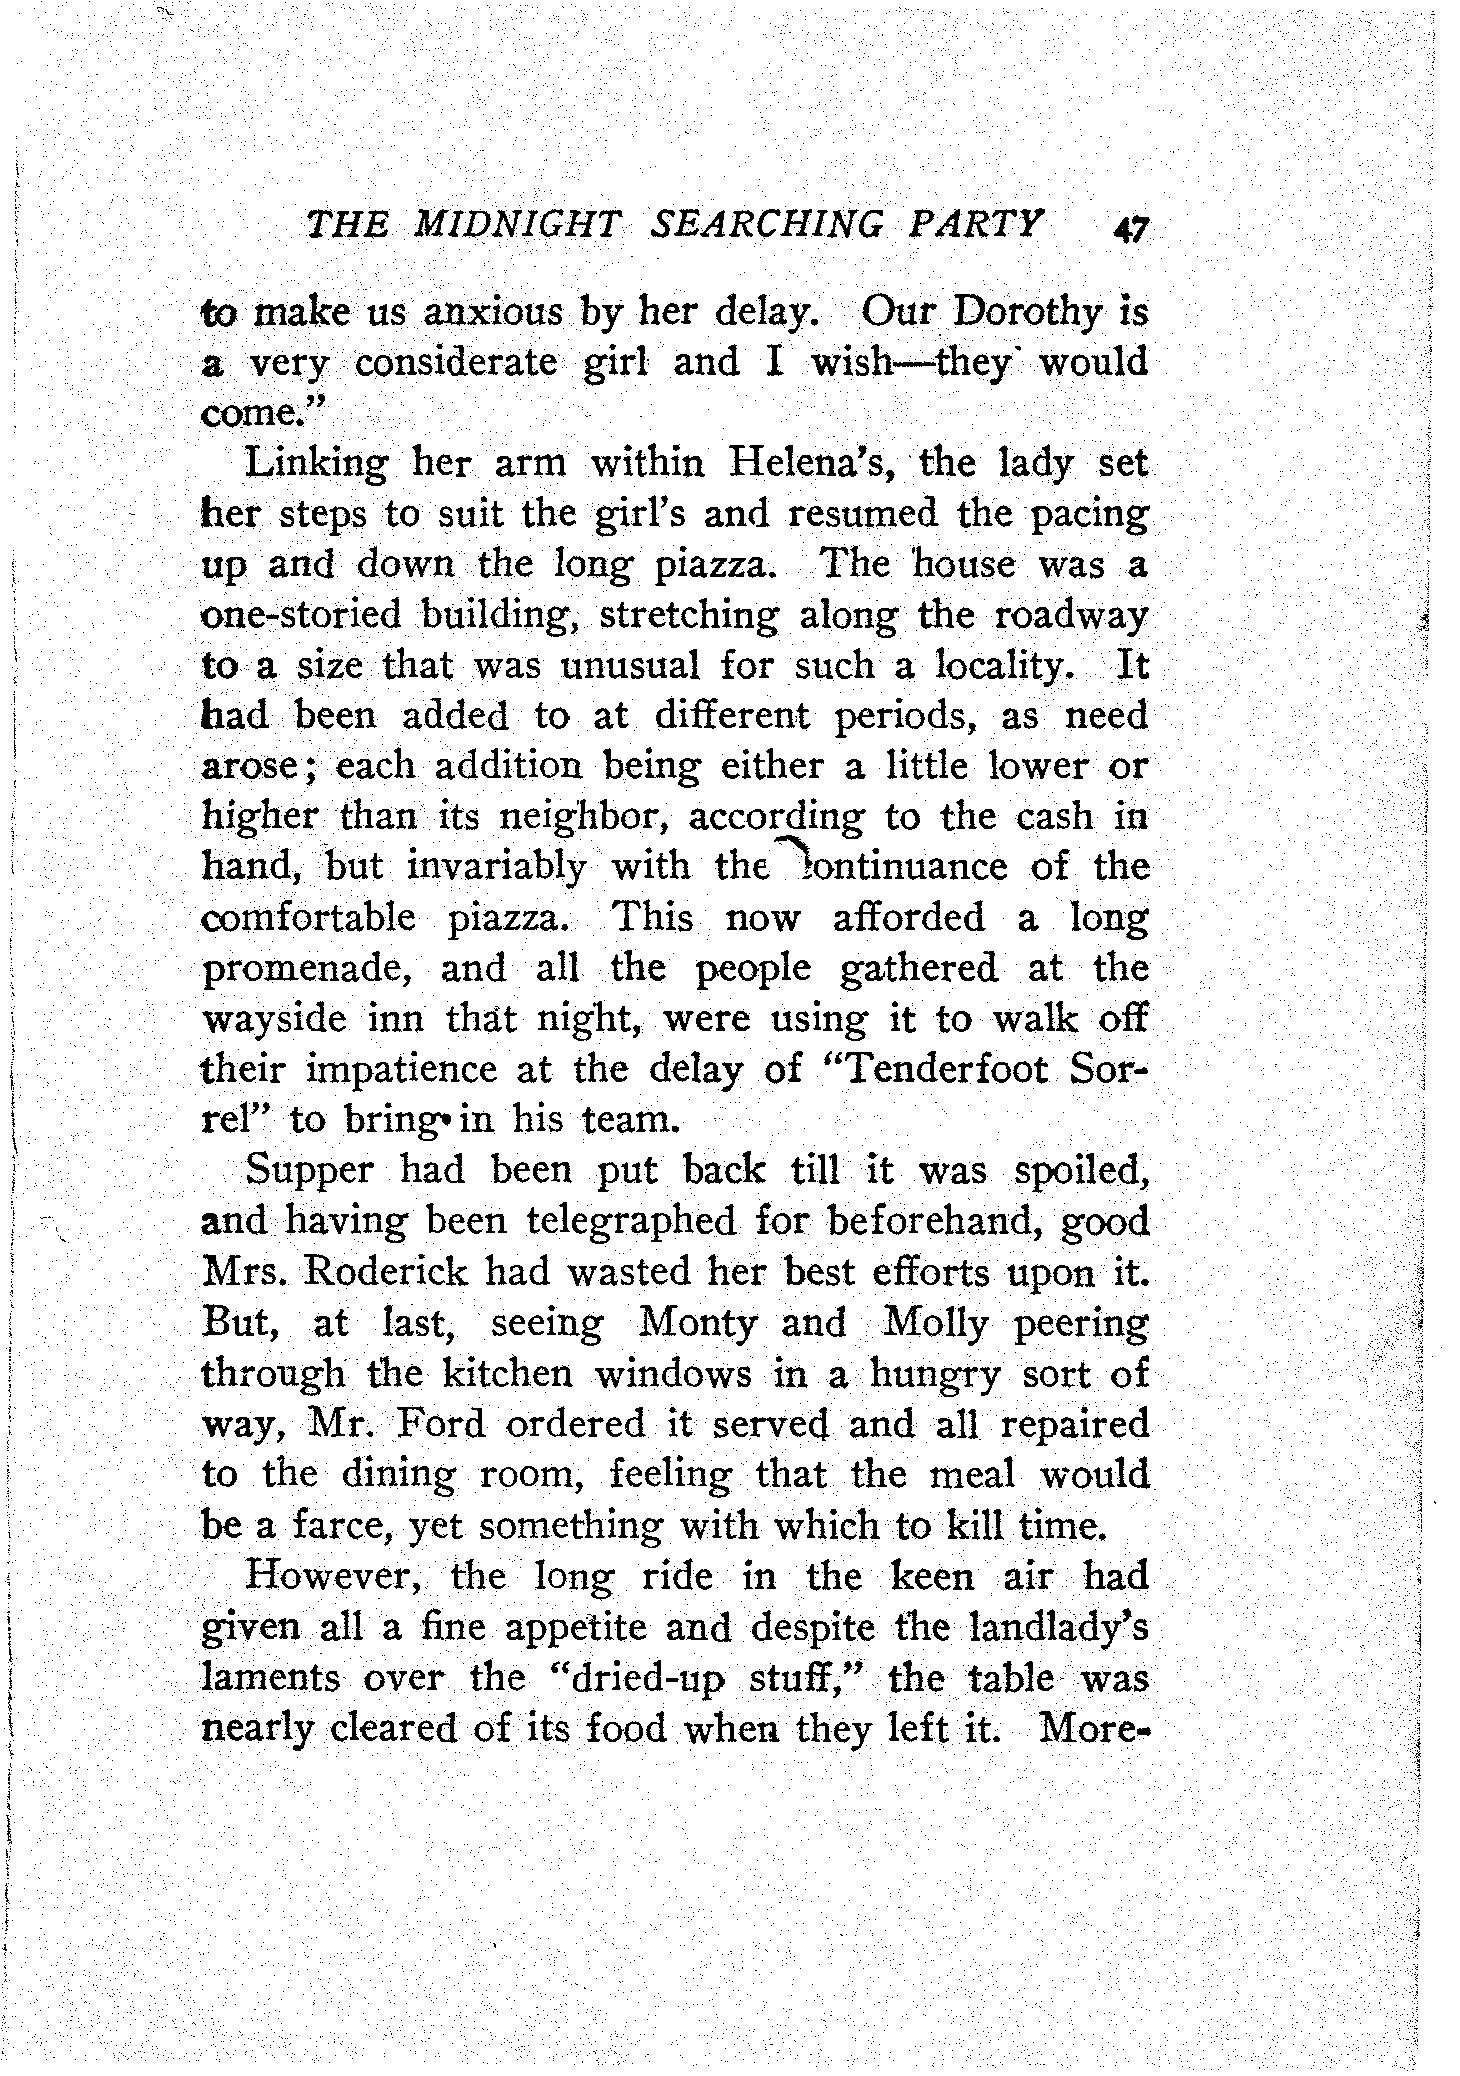 THE MIDNIGHT SEARCHING PARTY 47
to make us anxious by her delay. Our Dorothy is
a very considerate girl and I wish—they would
come."
Linking her arm within Helena's, the lady set
her steps to suit the girl's and resumed the pacing
up and down the long piazza. The house was a
one-storied building, stretching along the roadway
to a size that was unusual for such a locality. It
had been added to at different periods, as need
arose; each addition being either a little lower or
higher than its neighbor, according to the cash in
hand, but invariably with the continuance of the
comfortable piazza. This now afforded a long
promenade, and all the people gathered at the
wayside inn that night, were using it to walk off
their impatience at the delay of "Tenderfoot Sor-
rel" to bring in his team.
Supper had been put back till it was spoiled,
and having been telegraphed for beforehand, good
Mrs. Roderick had wasted her best efforts upon it.
But, at last, seeing Monty and Molly peering
through the kitchen windows in a hungry sort of
way, Mr. Ford ordered it served and all repaired
to the dining room, feeling that the meal would
be a farce, yet something with which to kill time.
However, the long ride in the keen air had
given all a fine appetite and despite the landlady's
laments over the "dried-up stuff," the table was
nearly cleared of its food when they left it. More-